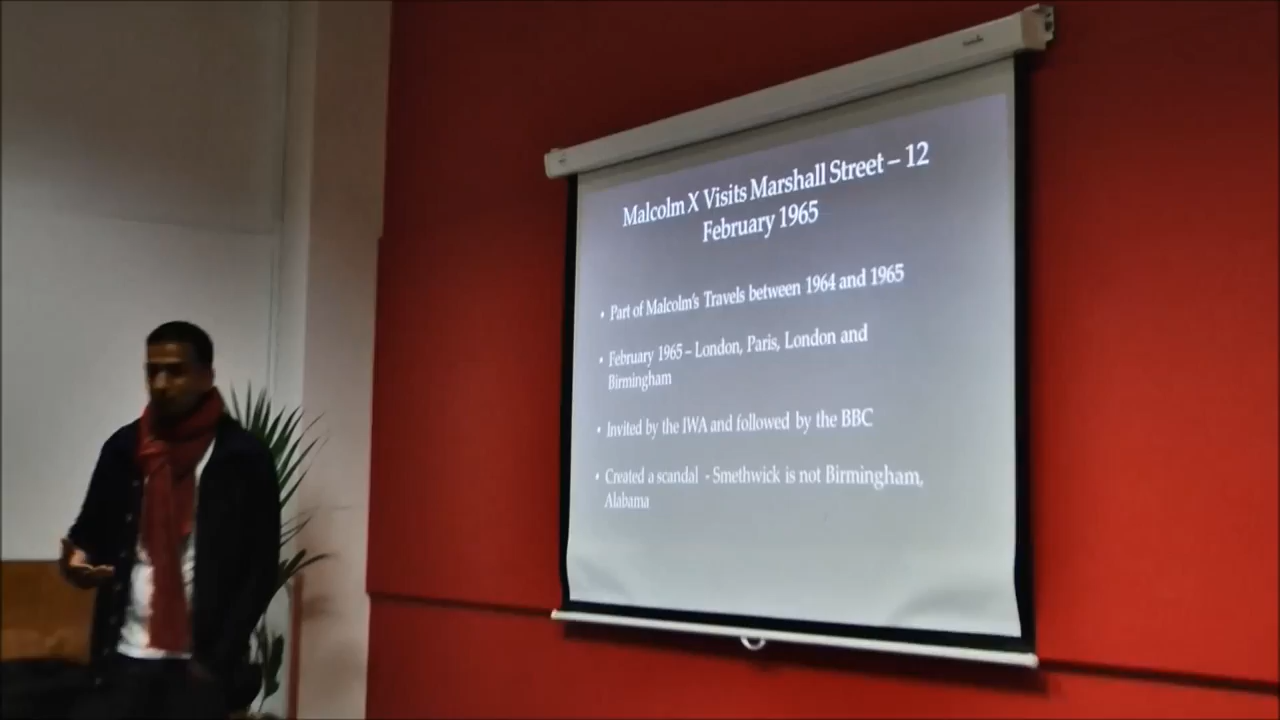 Malcolm X Visits Marshall Street – 12
February 1965
• Part of Malcolm's Travels between 1964 and 1965
• February 1965 – London, Paris, London and
Birmingham
• Invited by the IWA and followed by the BBC
• Created a scandal - Smethwick is not Birmingham,
Alabama